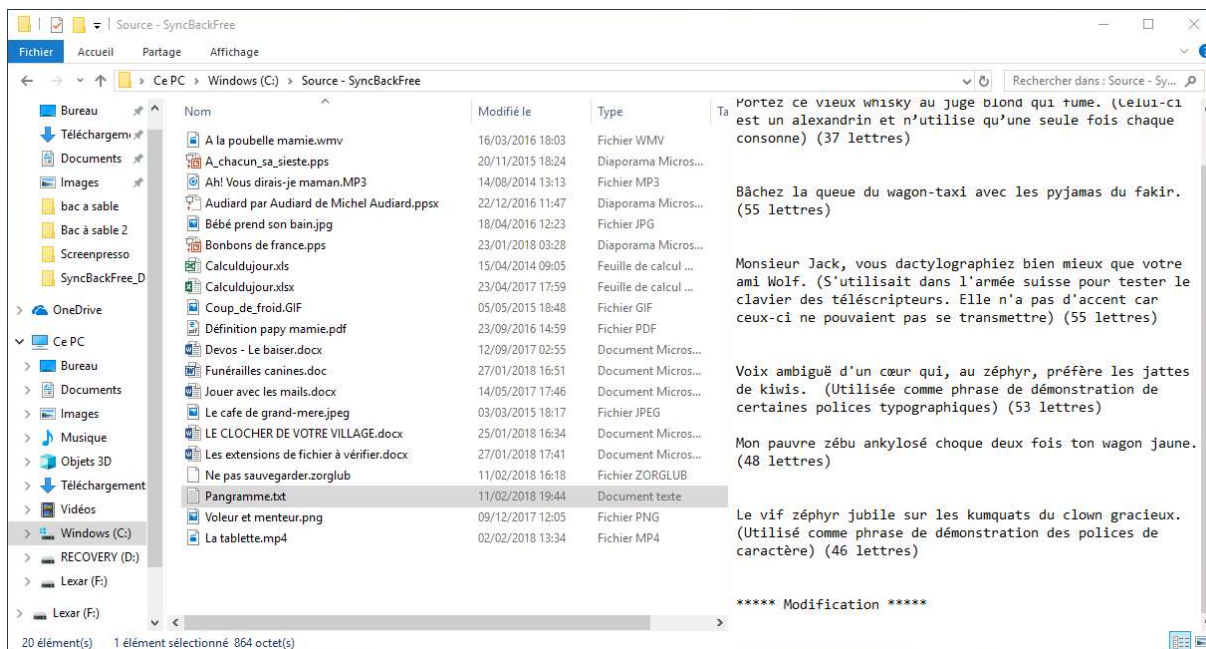 Source - SyncBackFree
Fichier Accueil Partage Affichage
Ce PC > Windows (C:) > Source - SyncBackFree
Rechercher dans : Source - Sy...
Bureau
Téléchargem
Documents
Images
bac a sable
Bac à sable 2
Screenpresso
SyncBackFree_D
OneDrive
Ce PC
Bureau
Documents
Images
Musique
Objets 3D
Téléchargement
Vidéos
Windows (C:)
RECOVERY (D:)
Lexar (F:)
Lexar (F:)
Nom Modifié le Type Ta
A la poubelle mamie.wmv 16/03/2016 18:03 Fichier WMV
A_chacun_sa_sieste.pps 20/11/2015 18:24 Diaporama Micros...
Ah! Vous dirais-je maman.MP3 14/08/2014 13:13 Fichier MP3
Audiard par Audiard de Michel Audiard.ppsx 22/12/2016 11:47 Diaporama Micros...
Bébé prend son bain.jpg 18/04/2016 12:23 Fichier JPG
Bonbons de france.pps 23/01/2018 03:28 Diaporama Micros...
Calculdujour.xls 15/04/2014 09:05 Feuille de calcul ...
Calculdujour.xlsx 23/04/2017 17:59 Feuille de calcul ...
Coup_de_froid.GIF 05/05/2015 18:48 Fichier GIF
Définition papy mamie.pdf 23/09/2016 14:59 Fichier PDF
Devos - Le baiser.docx 12/09/2017 02:55 Document Micros...
Funérailles canines.doc 27/01/2018 16:51 Document Micros...
Jouer avec les mails.docx 14/05/2017 17:46 Document Micros...
Le cafe de grand-mere.jpeg 03/03/2015 18:17 Fichier JPEG
LE CLOCHER DE VOTRE VILLAGE.docx 25/01/2018 16:34 Document Micros...
Les extensions de fichier à vérifier.docx 27/01/2018 17:41 Document Micros...
Ne pas sauvegarder.zorglub 11/02/2018 16:18 Fichier ZORGLUB
Pangramme.txt 11/02/2018 19:44 Document texte
Voleur et menteur.png 09/12/2017 12:05 Fichier PNG
La tablette.mp4 02/02/2018 13:34 Fichier MP4
Portez ce vieux whisky au juge blond qui fume. (Celui-ci
est un alexandrin et n’utilise qu’une seule fois chaque
consonne) (37 lettres)
Bâchez la queue du wagon-taxi avec les pyjamas du fakir.
(55 lettres)
Monsieur Jack, vous dactylographiez bien mieux que votre
ami Wolf. (S'utilisait dans l'armée suisse pour tester le
clavier des téléscripteurs. Elle n'a pas d'accent car
ceux-ci ne pouvaient pas se transmettre) (55 lettres)
Voix ambiguë d'un cœur qui, au zéphyr, préfère les jattes
de kiwis. (Utilisée comme phrase de démonstration de
certaines polices typographiques) (53 lettres)
Mon pauvre zébu ankylosé choque deux fois ton wagon jaune.
(48 lettres)
Le vif zéphyr jubile sur les kumquats du clown gracieux.
(Utilisé comme phrase de démonstration des polices de
caractère) (46 lettres)
***** Modification *****
20 élément(s) 1 élément sélectionné 864 octet(s)